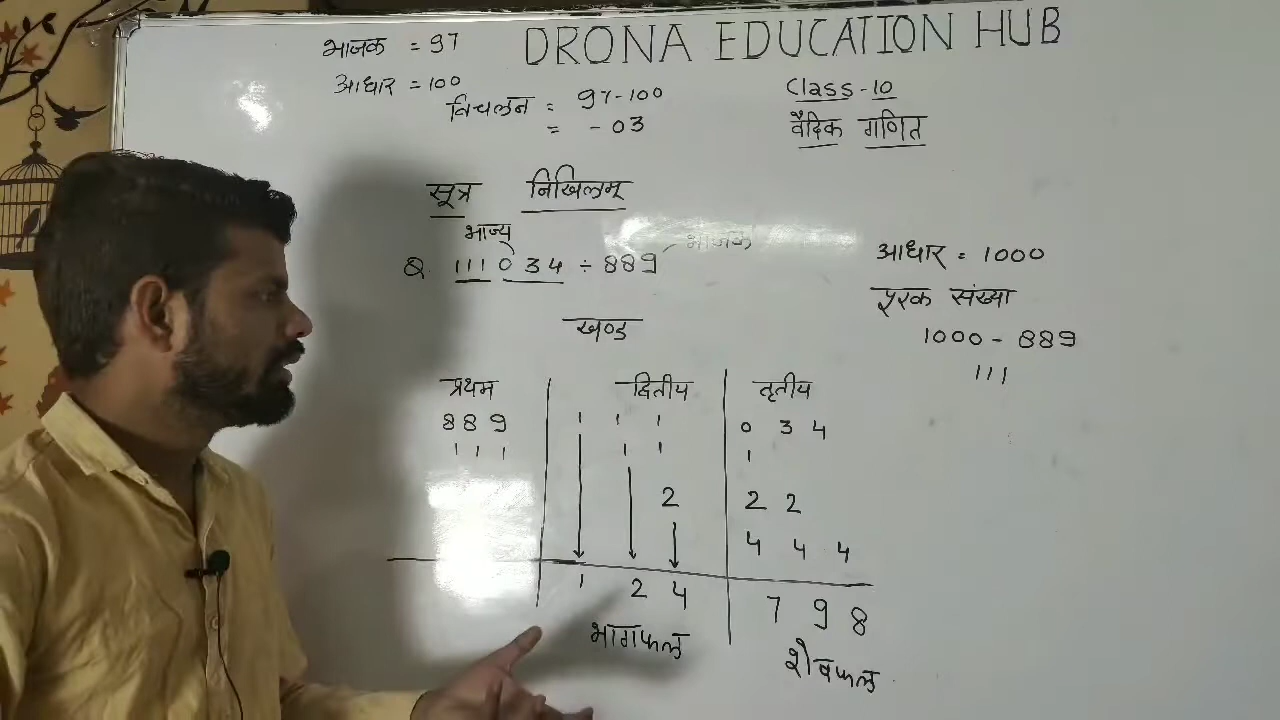 DRONA EDUCATION HUB
भाजक = 97
आधार = 100
विचलन = 97-100
= - 03
Class-10
वैदिक गणित
सूत्र निखिलम्
भाज्य
भाजक
Q. 111034 ÷ 889
आधार = 1000
पूरक संख्या
1000 - 889
111
खण्ड
प्रथम द्वितीय तृतीय
889 1 1 1 0 3 4
1 1 1 1 1 1
2 2 2
4 4 4
1 2 4 7 9 8
भागफल शेषफल